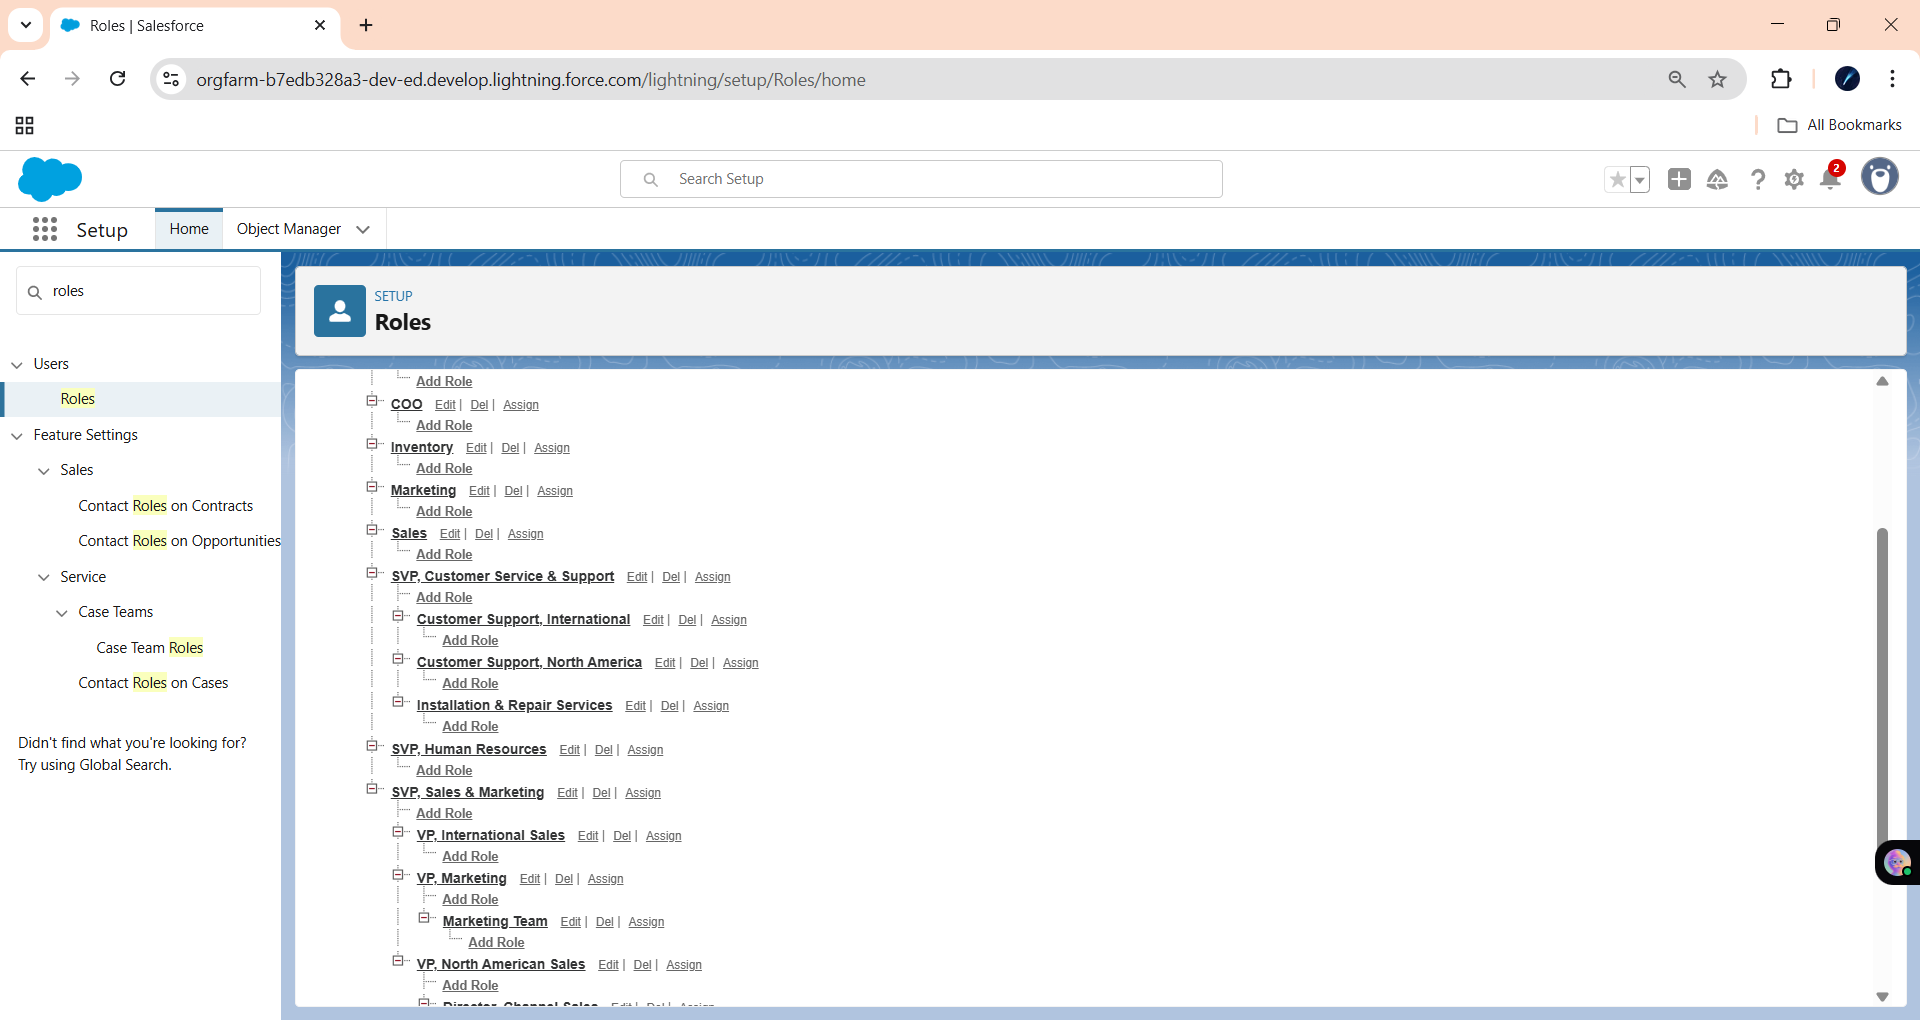 Roles | Salesforce
orgfarm-b7edb328a3-dev-ed.develop.lightning.force.com/lightning/setup/Roles/home
All Bookmarks
Search Setup
2
Setup
Home
Object Manager
roles
Users
Roles
Feature Settings
Sales
Contact Roles on Contracts
Contact Roles on Opportunities
Service
Case Teams
Case Team Roles
Contact Roles on Cases
Didn't find what you're looking for?
Try using Global Search.
SETUP
Roles
Add Role
COO Edit | Del | Assign
Add Role
Inventory Edit | Del | Assign
Add Role
Marketing Edit | Del | Assign
Add Role
Sales Edit | Del | Assign
Add Role
SVP, Customer Service & Support Edit | Del | Assign
Add Role
Customer Support, International Edit | Del | Assign
Add Role
Customer Support, North America Edit | Del | Assign
Add Role
Installation & Repair Services Edit | Del | Assign
Add Role
SVP, Human Resources Edit | Del | Assign
Add Role
SVP, Sales & Marketing Edit | Del | Assign
Add Role
VP, International Sales Edit | Del | Assign
Add Role
VP, Marketing Edit | Del | Assign
Add Role
Marketing Team Edit | Del | Assign
Add Role
VP, North American Sales Edit | Del | Assign
Add Role
Director, Channel Sales Edit | Del | Assign